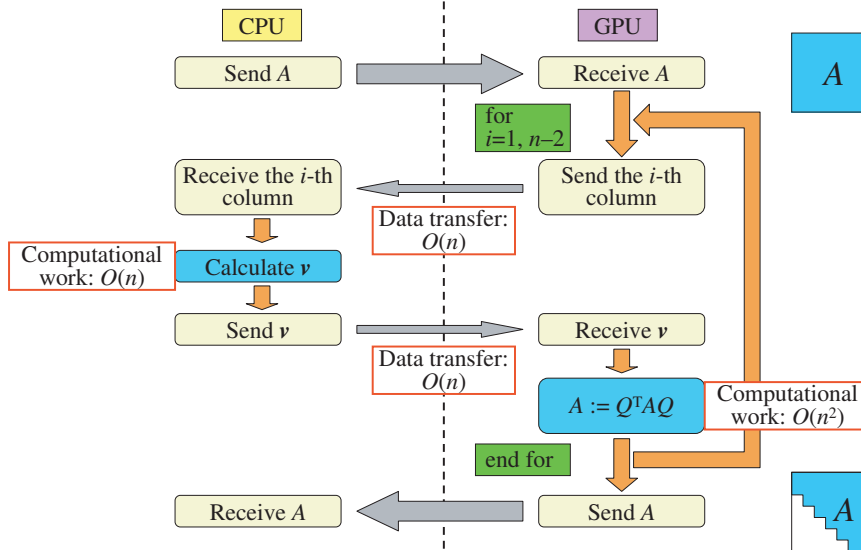 CPU
GPU
Send A
Receive A
A
for
i=1, n–2
Receive the i-th
column
Send the i-th
column
Data transfer:
O(n)
Computational
work: O(n)
Calculate v
Send v
Receive v
Data transfer:
O(n)
A := QᵀAQ
Computational
work: O(n²)
end for
Receive A
Send A
A